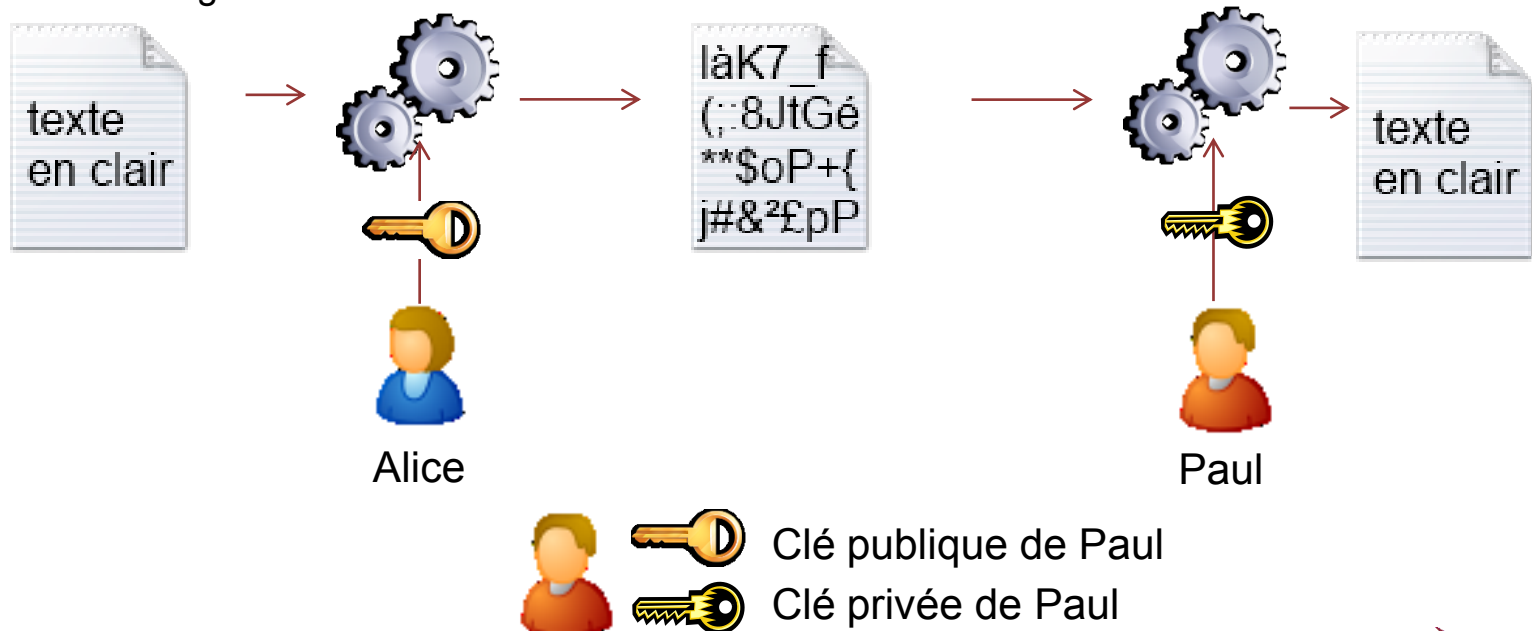 texte
en clair
làK7_f
(;:8JtGé
**$oP+{
j#&²£pP
texte
en clair
Alice
Paul
Clé publique de Paul
Clé privée de Paul